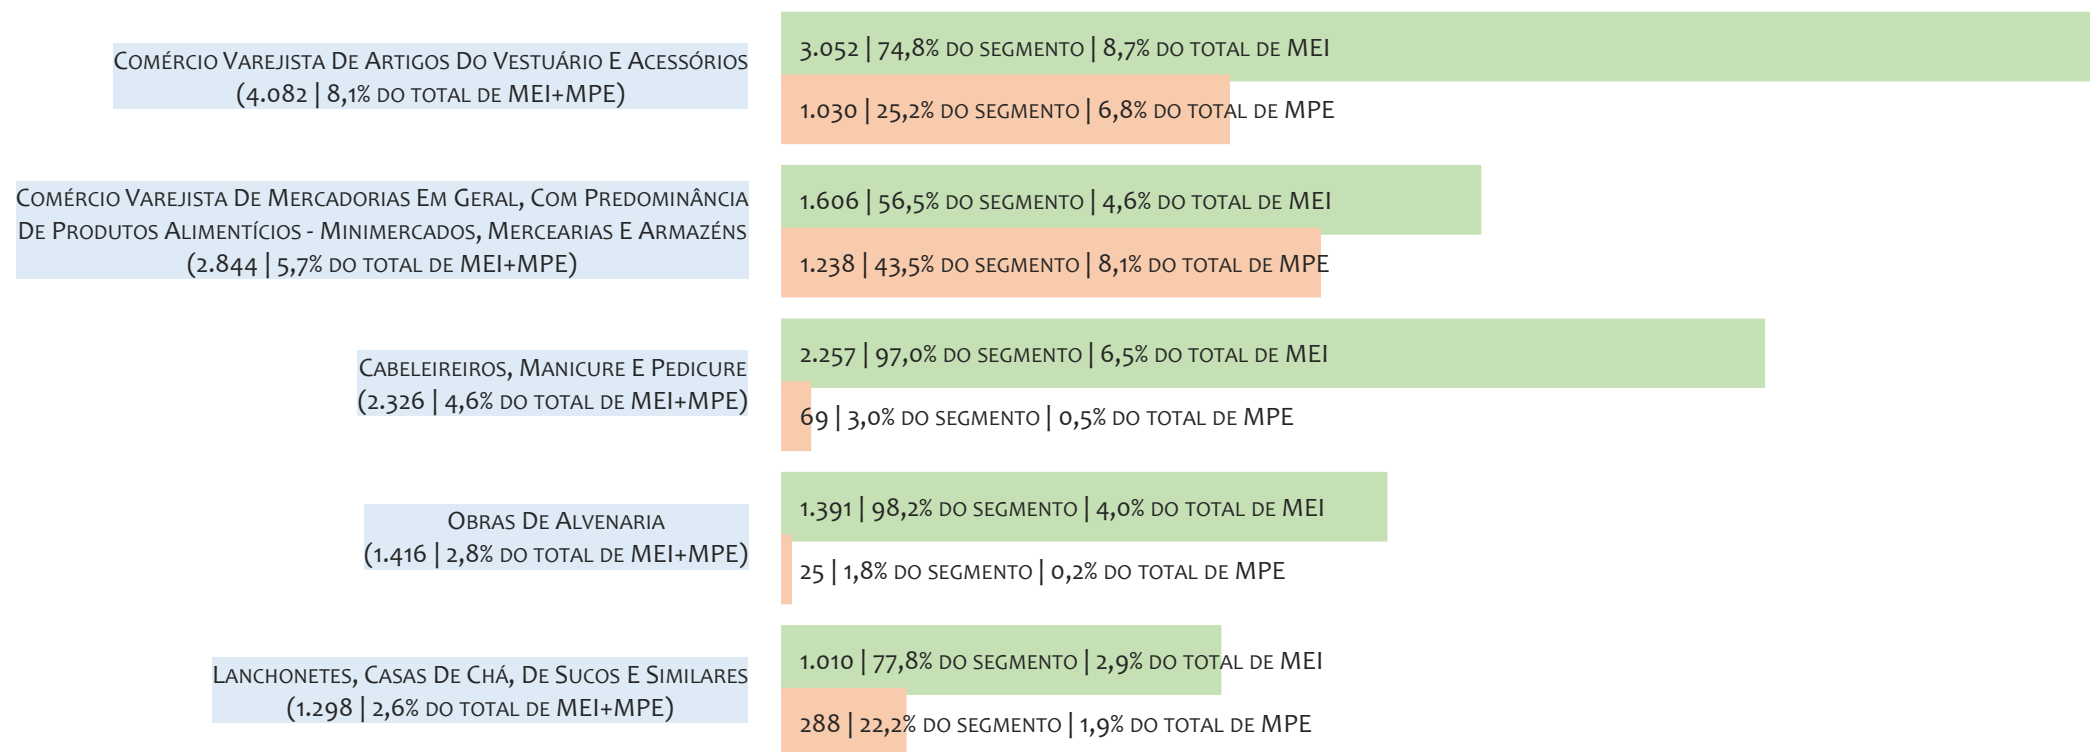 Comércio Varejista De Artigos Do Vestuário E Acessórios
(4.082 | 8,1% do total de MEI+MPE)
3.052 | 74,8% do segmento | 8,7% do total de MEI
1.030 | 25,2% do segmento | 6,8% do total de MPE
Comércio Varejista De Mercadorias Em Geral, Com Predominância
De Produtos Alimentícios - Minimercados, Mercearias E Armazéns
(2.844 | 5,7% do total de MEI+MPE)
1.606 | 56,5% do segmento | 4,6% do total de MEI
1.238 | 43,5% do segmento | 8,1% do total de MPE
Cabeleireiros, Manicure E Pedicure
(2.326 | 4,6% do total de MEI+MPE)
2.257 | 97,0% do segmento | 6,5% do total de MEI
69 | 3,0% do segmento | 0,5% do total de MPE
Obras De Alvenaria
(1.416 | 2,8% do total de MEI+MPE)
1.391 | 98,2% do segmento | 4,0% do total de MEI
25 | 1,8% do segmento | 0,2% do total de MPE
Lanchonetes, Casas De Chá, De Sucos E Similares
(1.298 | 2,6% do total de MEI+MPE)
1.010 | 77,8% do segmento | 2,9% do total de MEI
288 | 22,2% do segmento | 1,9% do total de MPE